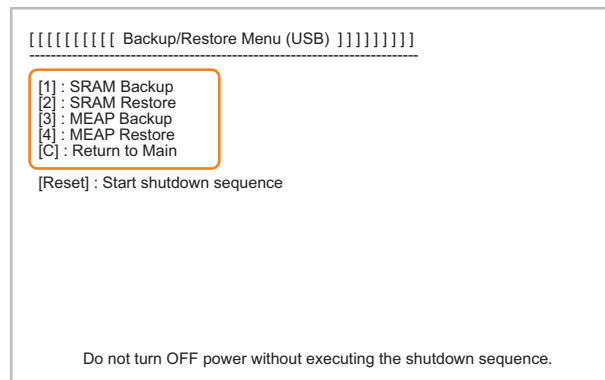 [ [ [ [ [ [ [ [ [ [ Backup/Restore Menu (USB) ] ] ] ] ] ] ] ] ]
--------------------------------------------------------------------------
[1] : SRAM Backup
[2] : SRAM Restore
[3] : MEAP Backup
[4] : MEAP Restore
[C] : Return to Main
[Reset] : Start shutdown sequence
Do not turn OFF power without executing the shutdown sequence.